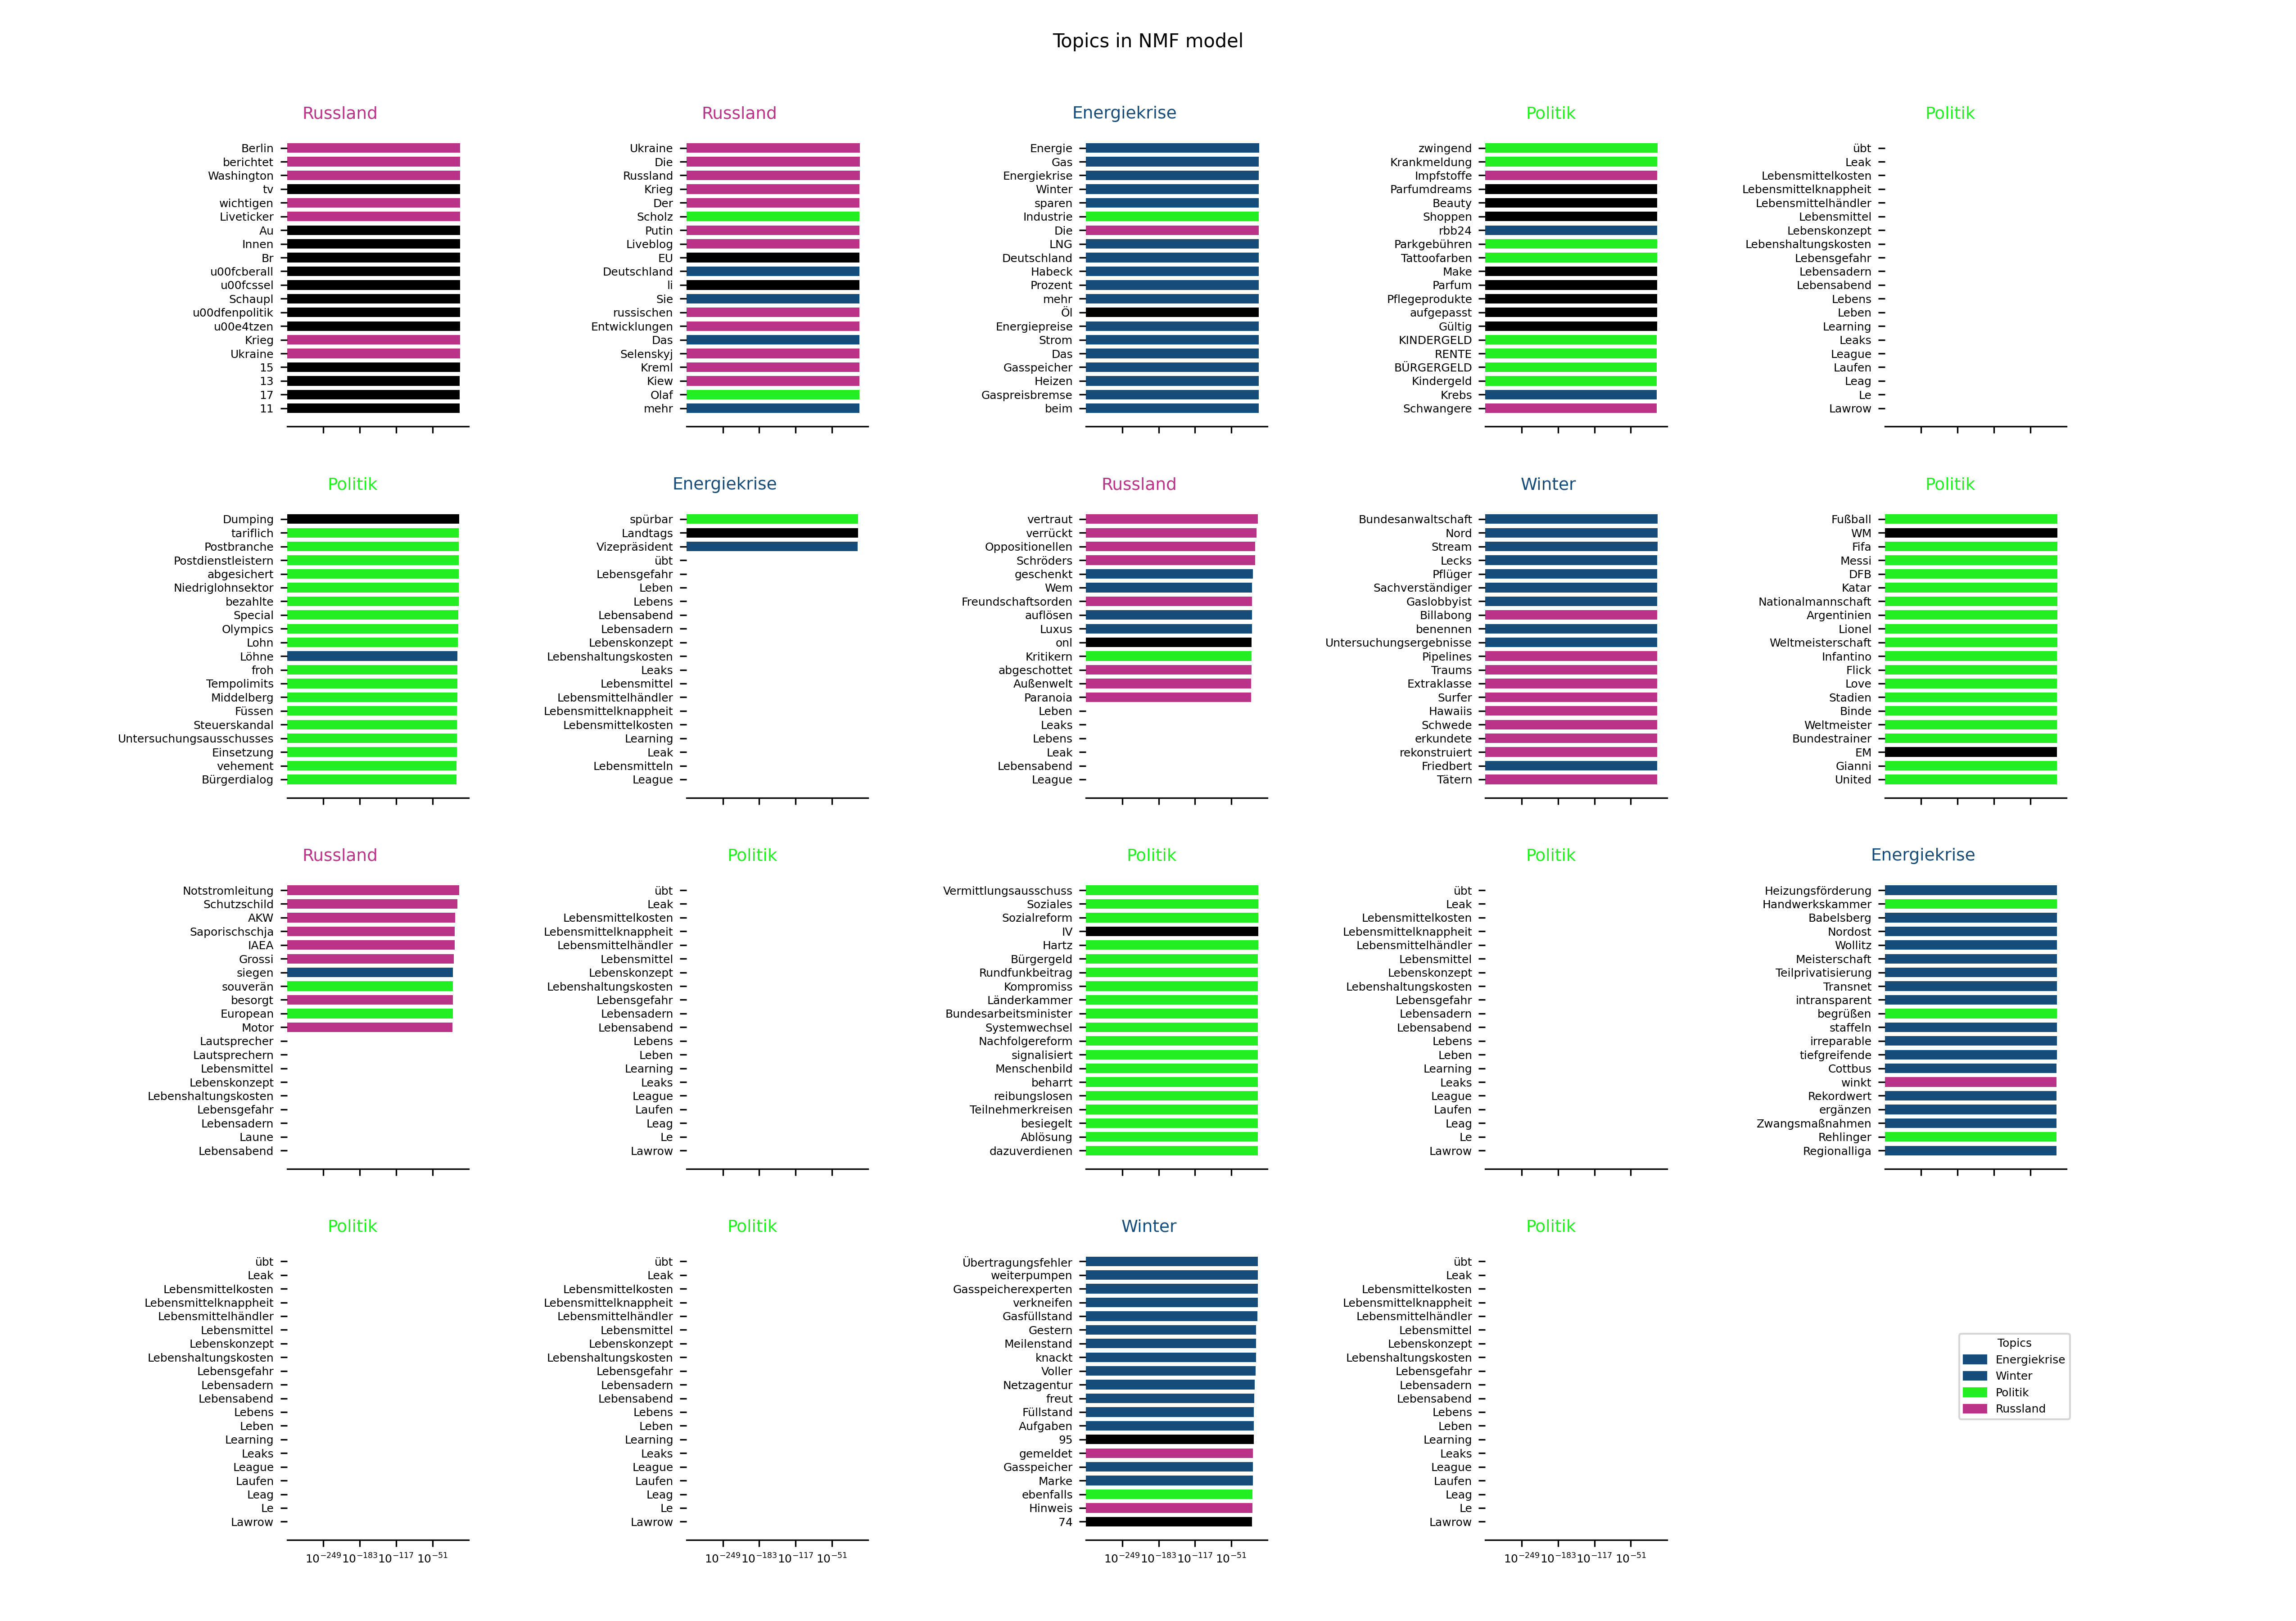 Topics in NMF model
Russland
Berlin
berichtet
Washington
tv
wichtigen
Liveticker
Au
Innen
Br
u00fcberall
u00fcssel
Schaupl
u00dfenpolitik
u00e4tzen
Krieg
Ukraine
15
13
17
11
Russland
Ukraine
Die
Russland
Krieg
Der
Scholz
Putin
Liveblog
EU
Deutschland
li
Sie
russischen
Entwicklungen
Das
Selenskyj
Kreml
Kiew
Olaf
mehr
Energiekrise
Energie
Gas
Energiekrise
Winter
sparen
Industrie
Die
LNG
Deutschland
Habeck
Prozent
mehr
Öl
Energiepreise
Strom
Das
Gasspeicher
Heizen
Gaspreisbremse
beim
Politik
zwingend
Krankmeldung
Impfstoffe
Parfumdreams
Beauty
Shoppen
rbb24
Parkgebühren
Tattoofarben
Make
Parfum
Pflegeprodukte
aufgepasst
Gültig
KINDERGELD
RENTE
BÜRGERGELD
Kindergeld
Krebs
Schwangere
Politik
übt
Leak
Lebensmittelkosten
Lebensmittelknappheit
Lebensmittelhändler
Lebensmittel
Lebenskonzept
Lebenshaltungskosten
Lebensgefahr
Lebensadern
Lebensabend
Lebens
Leben
Learning
Leaks
League
Laufen
Leag
Le
Lawrow
Politik
Dumping
tariflich
Postbranche
Postdienstleistern
abgesichert
Niedriglohnsektor
bezahlte
Special
Olympics
Lohn
Löhne
froh
Tempolimits
Middelberg
Füssen
Steuerskandal
Untersuchungsausschusses
Einsetzung
vehement
Bürgerdialog
Energiekrise
spürbar
Landtags
Vizepräsident
übt
Lebensgefahr
Leben
Lebens
Lebensabend
Lebensadern
Lebenskonzept
Lebenshaltungskosten
Leaks
Lebensmittel
Lebensmittelhändler
Lebensmittelknappheit
Lebensmittelkosten
Learning
Leak
Lebensmitteln
League
Russland
vertraut
verrückt
Oppositionellen
Schröders
geschenkt
Wem
Freundschaftsorden
auflösen
Luxus
onl
Kritikern
abgeschottet
Außenwelt
Paranoia
Leben
Leaks
Lebens
Leak
Lebensabend
League
Winter
Bundesanwaltschaft
Nord
Stream
Lecks
Pflüger
Sachverständiger
Gaslobbyist
Billabong
benennen
Untersuchungsergebnisse
Pipelines
Traums
Extraklasse
Surfer
Hawaiis
Schwede
erkundete
rekonstruiert
Friedbert
Tätern
Politik
Fußball
WM
Fifa
Messi
DFB
Katar
Nationalmannschaft
Argentinien
Lionel
Weltmeisterschaft
Infantino
Flick
Love
Stadien
Binde
Weltmeister
Bundestrainer
EM
Gianni
United
Russland
Notstromleitung
Schutzschild
AKW
Saporischschja
IAEA
Grossi
siegen
souverän
besorgt
European
Motor
Lautsprecher
Lautsprechern
Lebensmittel
Lebenskonzept
Lebenshaltungskosten
Lebensgefahr
Lebensadern
Laune
Lebensabend
Politik
übt
Leak
Lebensmittelkosten
Lebensmittelknappheit
Lebensmittelhändler
Lebensmittel
Lebenskonzept
Lebenshaltungskosten
Lebensgefahr
Lebensadern
Lebensabend
Lebens
Leben
Learning
Leaks
League
Laufen
Leag
Le
Lawrow
Politik
Vermittlungsausschuss
Soziales
Sozialreform
IV
Hartz
Bürgergeld
Rundfunkbeitrag
Kompromiss
Länderkammer
Bundesarbeitsminister
Systemwechsel
Nachfolgereform
signalisiert
Menschenbild
beharrt
reibungslosen
Teilnehmerkreisen
besiegelt
Ablösung
dazuverdienen
Politik
übt
Leak
Lebensmittelkosten
Lebensmittelknappheit
Lebensmittelhändler
Lebensmittel
Lebenskonzept
Lebenshaltungskosten
Lebensgefahr
Lebensadern
Lebensabend
Lebens
Leben
Learning
Leaks
League
Laufen
Leag
Le
Lawrow
Energiekrise
Heizungsförderung
Handwerkskammer
Babelsberg
Nordost
Wollitz
Meisterschaft
Teilprivatisierung
Transnet
intransparent
begrüßen
staffeln
irreparable
tiefgreifende
Cottbus
winkt
Rekordwert
ergänzen
Zwangsmaßnahmen
Rehlinger
Regionalliga
Politik
übt
Leak
Lebensmittelkosten
Lebensmittelknappheit
Lebensmittelhändler
Lebensmittel
Lebenskonzept
Lebenshaltungskosten
Lebensgefahr
Lebensadern
Lebensabend
Lebens
Leben
Learning
Leaks
League
Laufen
Leag
Le
Lawrow
10⁻²⁴⁹ 10⁻¹⁸³ 10⁻¹¹⁷ 10⁻⁵¹
Politik
übt
Leak
Lebensmittelkosten
Lebensmittelknappheit
Lebensmittelhändler
Lebensmittel
Lebenskonzept
Lebenshaltungskosten
Lebensgefahr
Lebensadern
Lebensabend
Lebens
Leben
Learning
Leaks
League
Laufen
Leag
Le
Lawrow
10⁻²⁴⁹ 10⁻¹⁸³ 10⁻¹¹⁷ 10⁻⁵¹
Winter
Übertragungsfehler
weiterpumpen
Gasspeicherexperten
verkneifen
Gasfüllstand
Gestern
Meilenstand
knackt
Voller
Netzagentur
freut
Füllstand
Aufgaben
95
gemeldet
Gasspeicher
Marke
ebenfalls
Hinweis
74
10⁻²⁴⁹ 10⁻¹⁸³ 10⁻¹¹⁷ 10⁻⁵¹
Politik
übt
Leak
Lebensmittelkosten
Lebensmittelknappheit
Lebensmittelhändler
Lebensmittel
Lebenskonzept
Lebenshaltungskosten
Lebensgefahr
Lebensadern
Lebensabend
Lebens
Leben
Learning
Leaks
League
Laufen
Leag
Le
Lawrow
10⁻²⁴⁹ 10⁻¹⁸³ 10⁻¹¹⁷ 10⁻⁵¹
Topics
Energiekrise
Winter
Politik
Russland